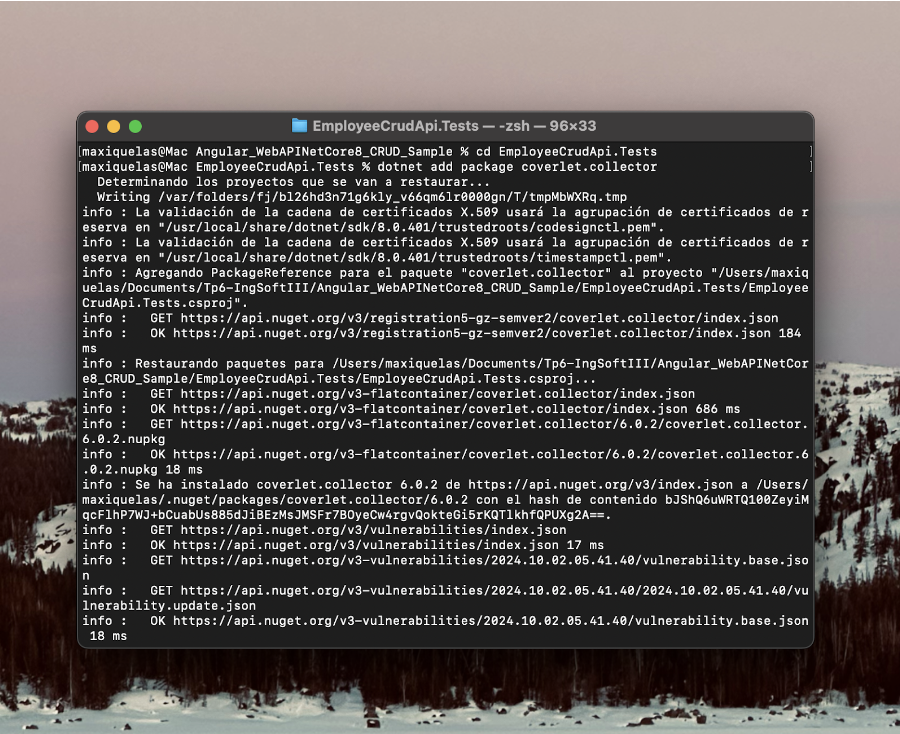 EmployeeCrudApi.Tests — -zsh — 96×33
[maxiquelas@Mac Angular_WebAPINetCore8_CRUD_Sample % cd EmployeeCrudApi.Tests ]
[maxiquelas@Mac EmployeeCrudApi.Tests % dotnet add package coverlet.collector ]
Determinando los proyectos que se van a restaurar...
Writing /var/folders/fj/bl26hd3n71g6kly_v66qm6lr0000gn/T/tmpMbWXRq.tmp
info : La validación de la cadena de certificados X.509 usará la agrupación de certificados de r
eserva en "/usr/local/share/dotnet/sdk/8.0.401/trustedroots/codesignctl.pem".
info : La validación de la cadena de certificados X.509 usará la agrupación de certificados de r
eserva en "/usr/local/share/dotnet/sdk/8.0.401/trustedroots/timestampctl.pem".
info : Agregando PackageReference para el paquete "coverlet.collector" al proyecto "/Users/maxiq
uelas/Documents/Tp6-IngSoftIII/Angular_WebAPINetCore8_CRUD_Sample/EmployeeCrudApi.Tests/Employee
CrudApi.Tests.csproj".
info :   GET https://api.nuget.org/v3/registration5-gz-semver2/coverlet.collector/index.json
info :   OK https://api.nuget.org/v3/registration5-gz-semver2/coverlet.collector/index.json 184
ms
info : Restaurando paquetes para /Users/maxiquelas/Documents/Tp6-IngSoftIII/Angular_WebAPINetCor
e8_CRUD_Sample/EmployeeCrudApi.Tests/EmployeeCrudApi.Tests.csproj...
info :   GET https://api.nuget.org/v3-flatcontainer/coverlet.collector/index.json
info :   OK https://api.nuget.org/v3-flatcontainer/coverlet.collector/index.json 686 ms
info :   GET https://api.nuget.org/v3-flatcontainer/coverlet.collector/6.0.2/coverlet.collector.
6.0.2.nupkg
info :   OK https://api.nuget.org/v3-flatcontainer/coverlet.collector/6.0.2/coverlet.collector.6
.0.2.nupkg 18 ms
info : Se ha instalado coverlet.collector 6.0.2 de https://api.nuget.org/v3/index.json a /Users/
maxiquelas/.nuget/packages/coverlet.collector/6.0.2 con el hash de contenido bJShQ6uWRTQ100ZeyiM
qcFlhP7WJ+bCuabUs885dJiBEzMsJMSFr7BOyeCw4rgvQokteGi5rKQTlkhfQPUXg2A==.
info :   GET https://api.nuget.org/v3/vulnerabilities/index.json
info :   OK https://api.nuget.org/v3/vulnerabilities/index.json 17 ms
info :   GET https://api.nuget.org/v3-vulnerabilities/2024.10.02.05.41.40/vulnerability.base.jso
n
info :   GET https://api.nuget.org/v3-vulnerabilities/2024.10.02.05.41.40/2024.10.02.05.41.40/vu
lnerability.update.json
info :   OK https://api.nuget.org/v3-vulnerabilities/2024.10.02.05.41.40/vulnerability.base.json
18 ms